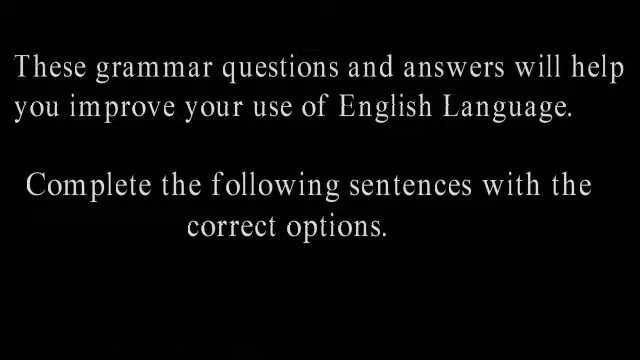 These grammar questions and answers will help
you improve your use of English Language.
Complete the following sentences with the
correct options.